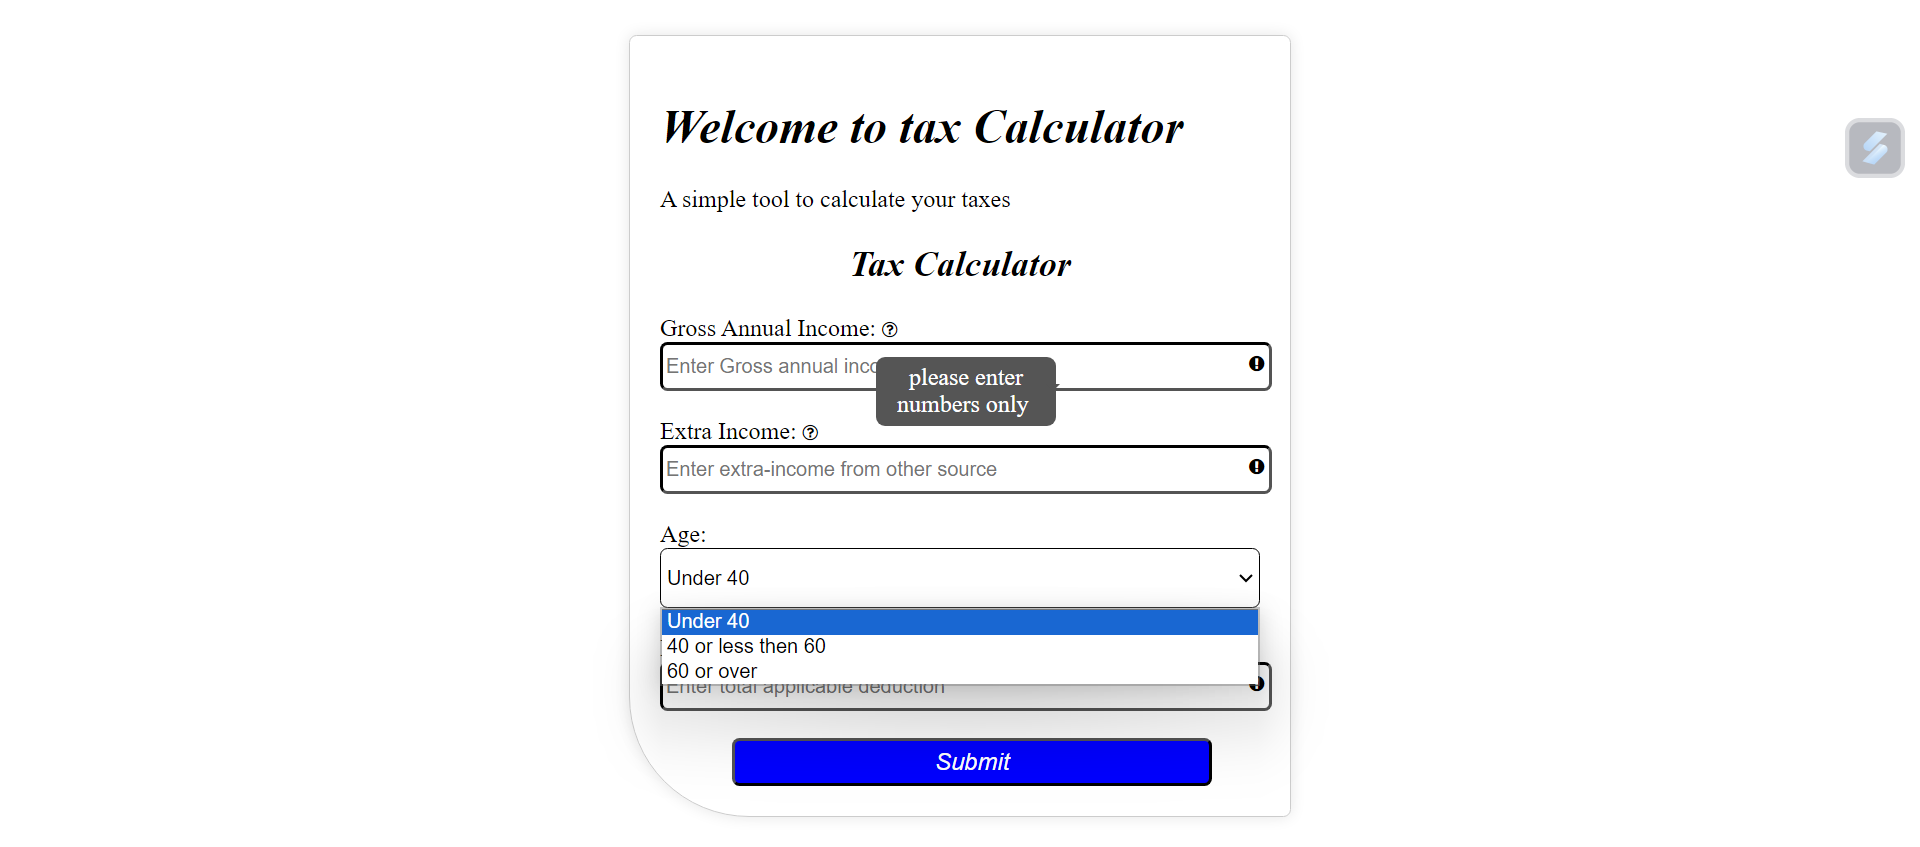 Welcome to tax Calculator
A simple tool to calculate your taxes
Tax Calculator
Gross Annual Income:
Enter Gross annual inco
please enter
numbers only
Extra Income:
Enter extra-income from other source
Age:
Under 40
Under 40
40 or less then 60
60 or over
Enter total applicable deduction
Submit